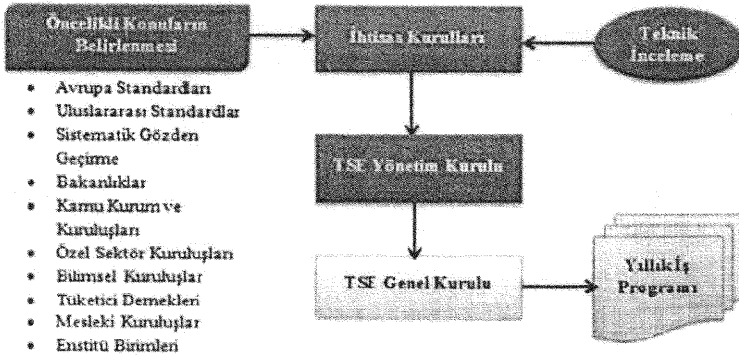 Öncelikli Konuların
Belirlenmesi
İhtisas Kurulları
Teknik
İnceleme
• Avrupa Standardları
• Uluslararası Standardlar
• Sistematik Gözden
Geçirme
• Bakanlıklar
• Kamu Kurum ve
Kuruluşları
• Özel Sektör Kuruluşları
• Bilimsel Kuruluşlar
• Tüketici Dernekleri
• Mesleki Kuruluşlar
• Enstitü Birimleri
TSE Yönetim Kurulu
TSE Genel Kurulu
Yıllık İş
Programı